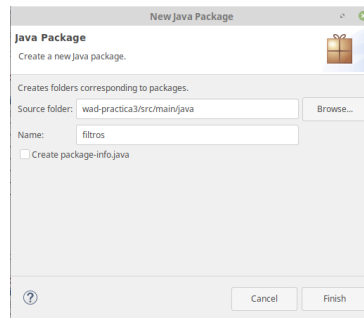 New Java Package
Java Package
Create a new Java package.
Creates folders corresponding to packages.
Source folder: wad-practica3/src/main/java Browse...
Name: filtros
Create package-info.java
? Cancel Finish